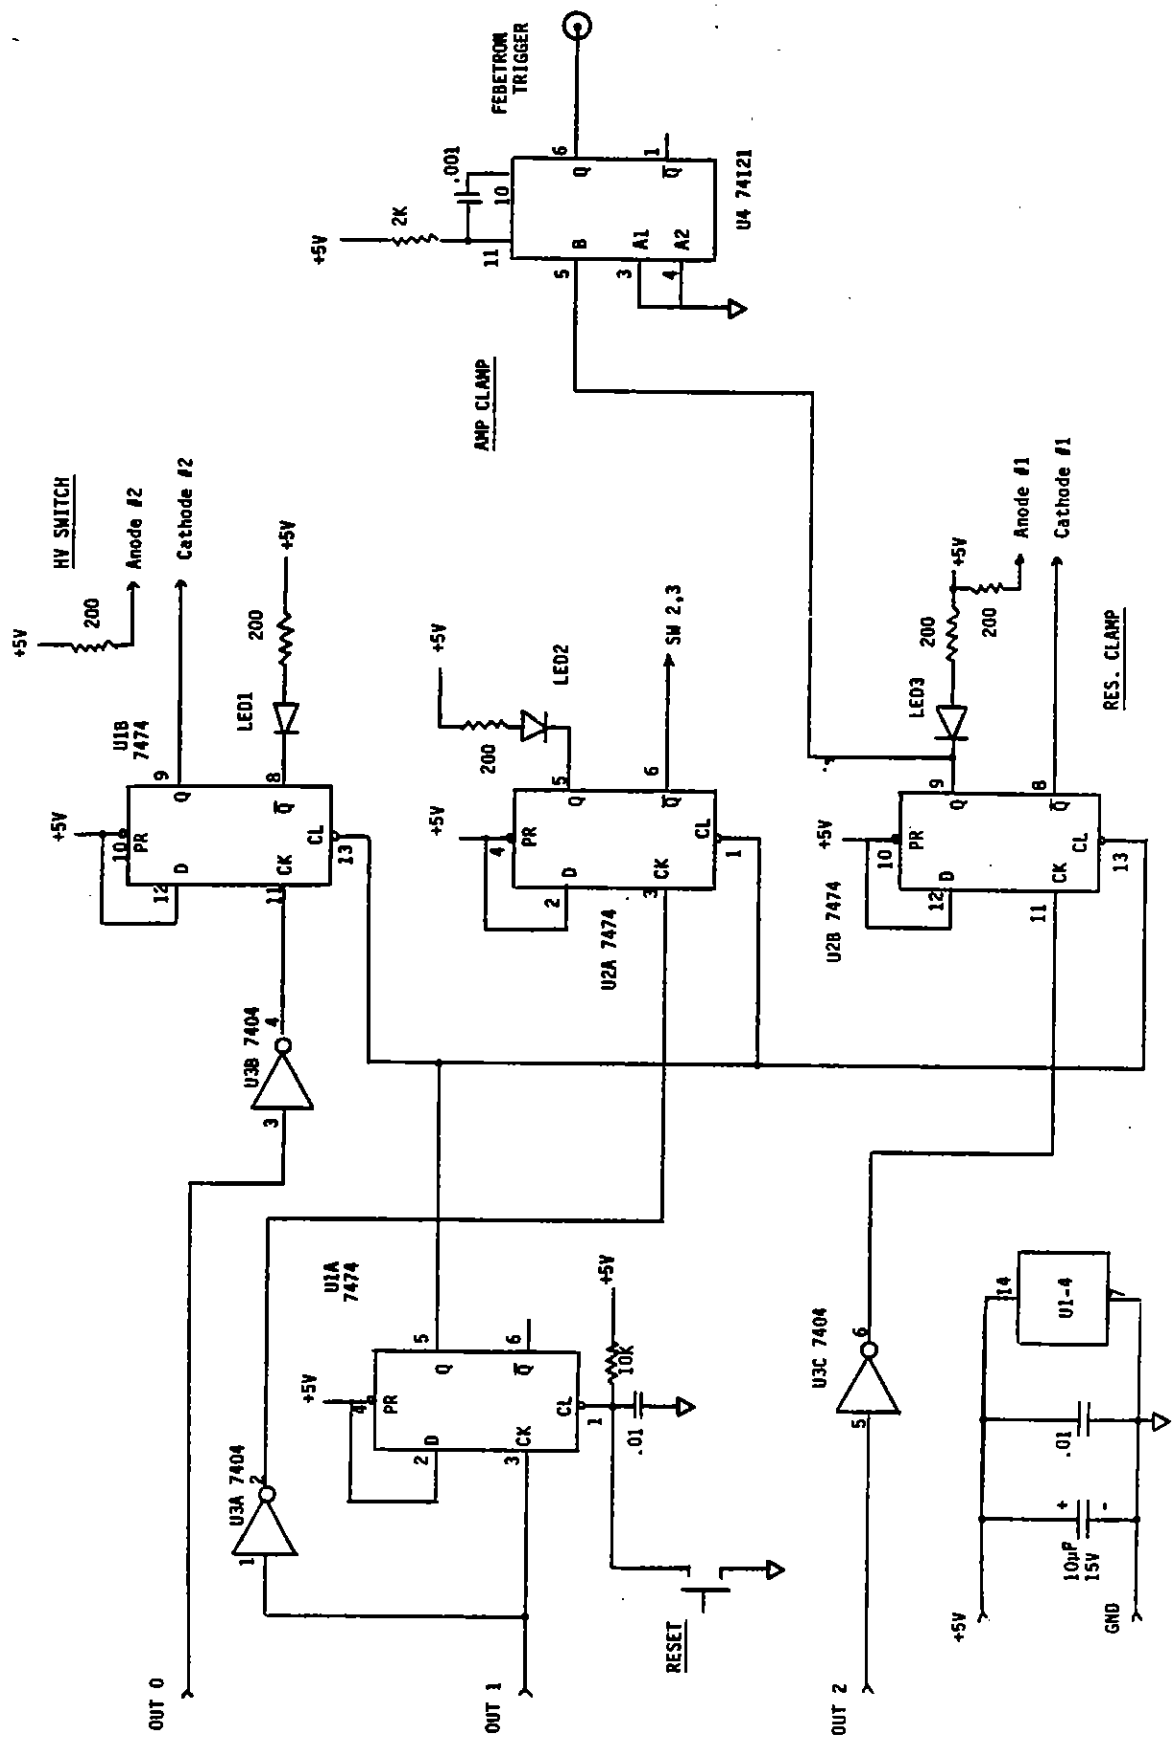 OUT 0
OUT 1
OUT 2
RESET
+5V
GND
10µF
15V
+
-
.01
14
7
U1-4
U3A 7404
1
2
U3B 7404
3
4
U3C 7404
5
6
U1A
7474
+5V
4
PR
2
D
3
CK
Q
5
Q
6
CL
1
.01
10K
+5V
U1B
7474
+5V
10
PR
12
D
11
CK
Q
9
Q
8
CL
13
LED1
200
+5V
HV SWITCH
+5V
200
Anode #2
Cathode #2
U2A 7474
+5V
4
PR
2
D
3
CK
Q
5
Q
6
CL
1
200
LED2
+5V
SW 2,3
AMP CLAMP
U2B 7474
+5V
10
PR
12
D
11
CK
Q
9
Q
8
CL
13
LED3
200
+5V
200
Anode #1
Cathode #1
RES. CLAMP
+5V
2K
.001
11
10
5
B
3
A1
4
A2
Q
6
Q
1
U4 74121
FEBETRON
TRIGGER